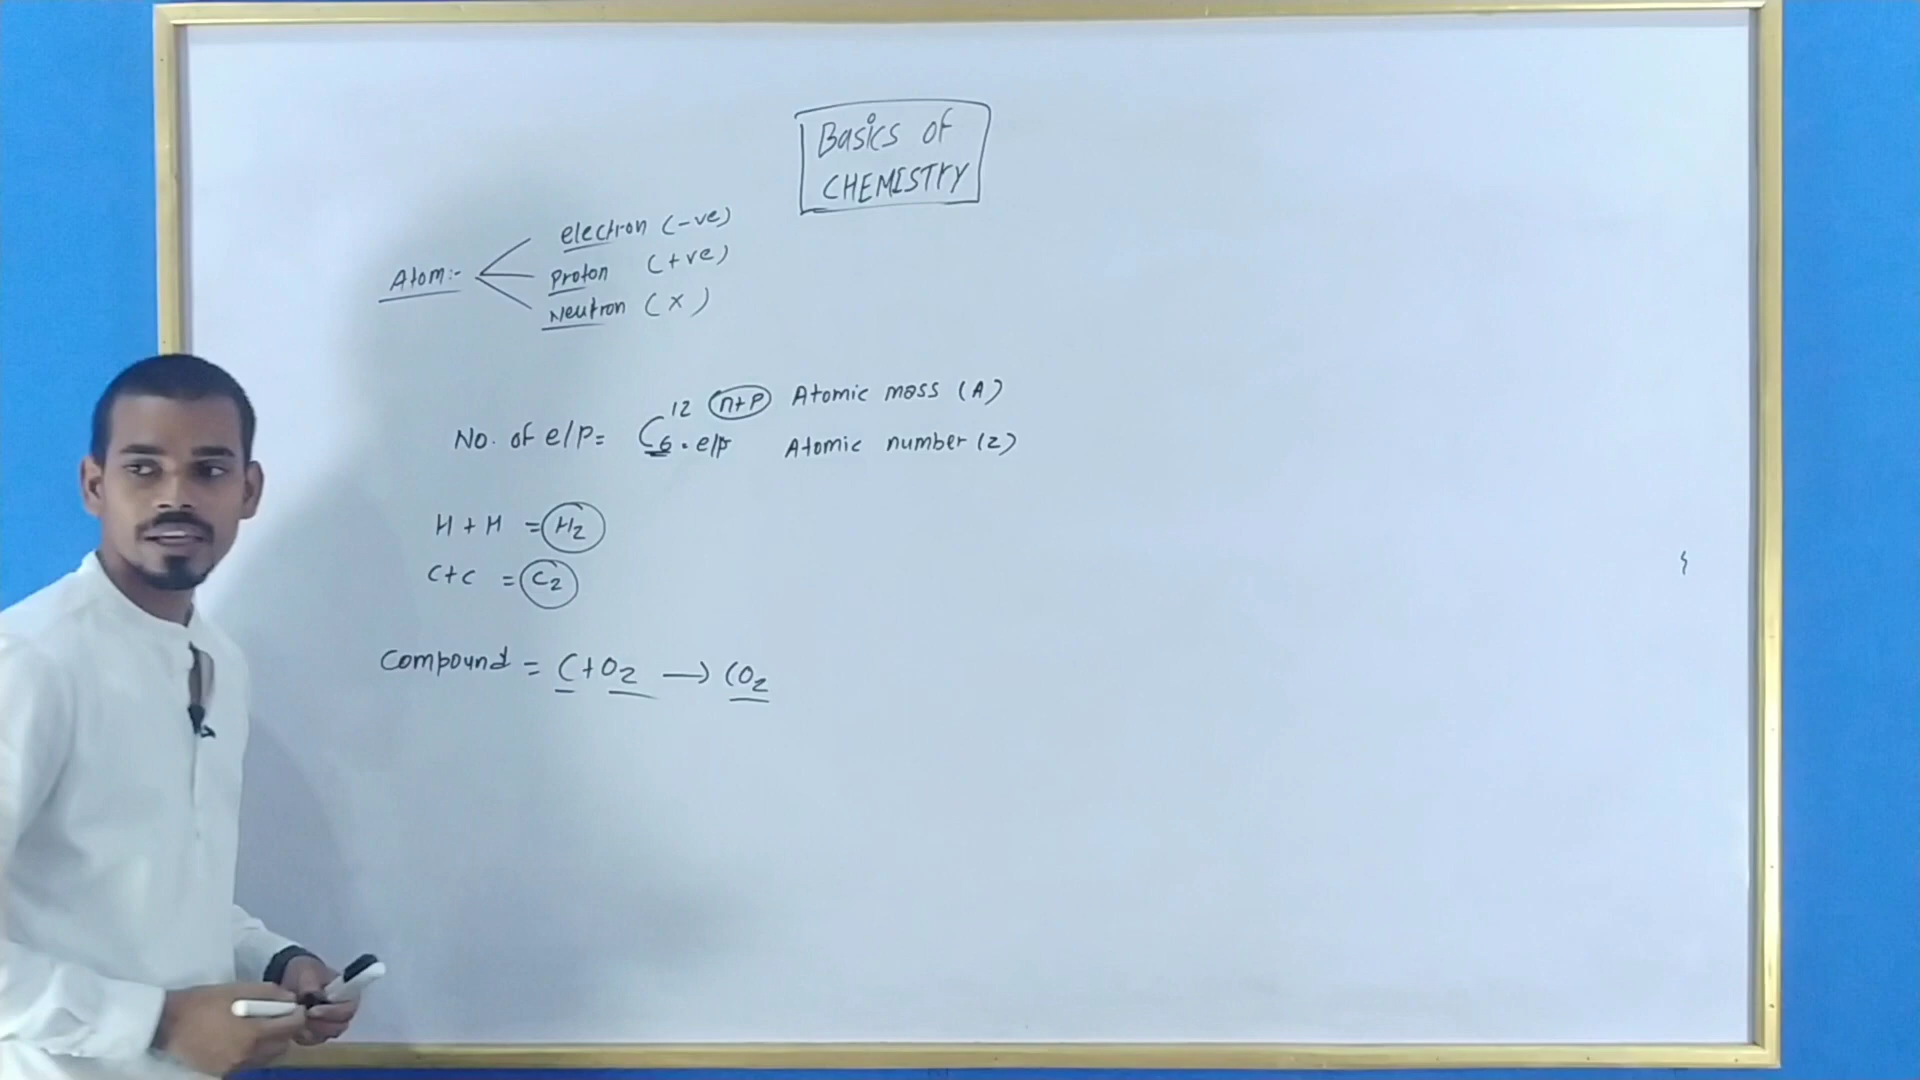 Basics of
CHEMISTRY
Atom:-
electron (-ve)
Proton (+ve)
Neutron (x)
12 n+p Atomic mass (A)
No. of e/p= C6 • e/p Atomic number (z)
H + H = H2
C+C = C2
Compound = C+O2 → CO2